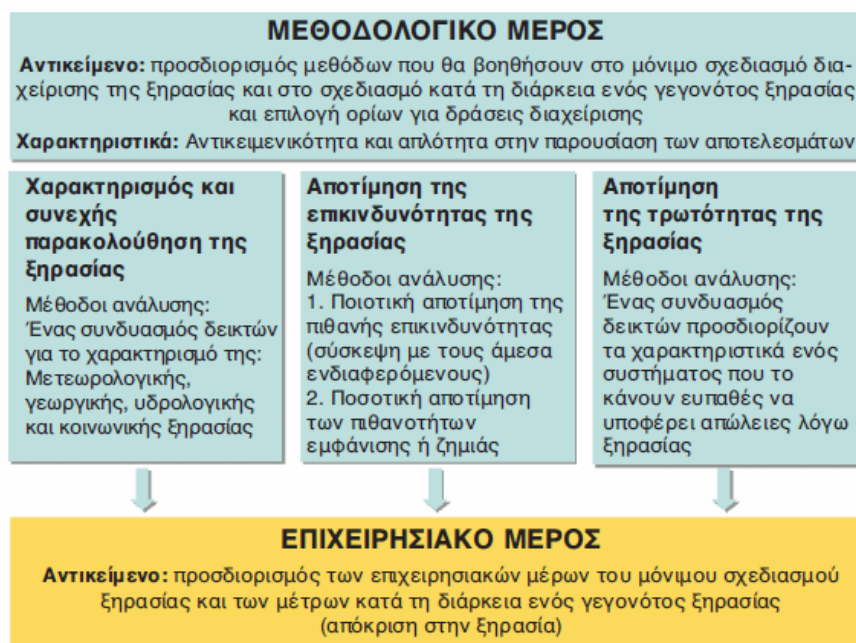 ΜΕΘΟΔΟΛΟΓΙΚΟ ΜΕΡΟΣ
Αντικείμενο: προσδιορισμός μεθόδων που θα βοηθήσουν στο μόνιμο σχεδιασμό δια-
χείρισης της ξηρασίας και στο σχεδιασμό κατά τη διάρκεια ενός γεγονότος ξηρασίας
και επιλογή ορίων για δράσεις διαχείρισης
Χαρακτηριστικά: Αντικειμενικότητα και απλότητα στην παρουσίαση των αποτελεσμάτων
Χαρακτηρισμός και
συνεχής
παρακολούθηση της
ξηρασίας
Μέθοδοι ανάλυσης:
Ένας συνδυασμός δεικτών
για το χαρακτηρισμό της:
Μετεωρολογικής,
γεωργικής, υδρολογικής
και κοινωνικής ξηρασίας
Αποτίμηση της
επικινδυνότητας της
ξηρασίας
Μέθοδοι ανάλυσης:
1. Ποιοτική αποτίμηση της
πιθανής επικινδυνότητας
(σύσκεψη με τους άμεσα
ενδιαφερόμενους)
2. Ποσοτική αποτίμηση
των πιθανοτήτων
εμφάνισης ή ζημιάς
Αποτίμηση
της τρωτότητας της
ξηρασίας
Μέθοδοι ανάλυσης:
Ένας συνδυασμός
δεικτών προσδιορίζουν
τα χαρακτηριστικά ενός
συστήματος που το
κάνουν ευπαθές να
υποφέρει απώλειες λόγω
ξηρασίας
ΕΠΙΧΕΙΡΗΣΙΑΚΟ ΜΕΡΟΣ
Αντικείμενο: προσδιορισμός των επιχειρησιακών μέρων του μόνιμου σχεδιασμού
ξηρασίας και των μέτρων κατά τη διάρκεια ενός γεγονότος ξηρασίας
(απόκριση στην ξηρασία)